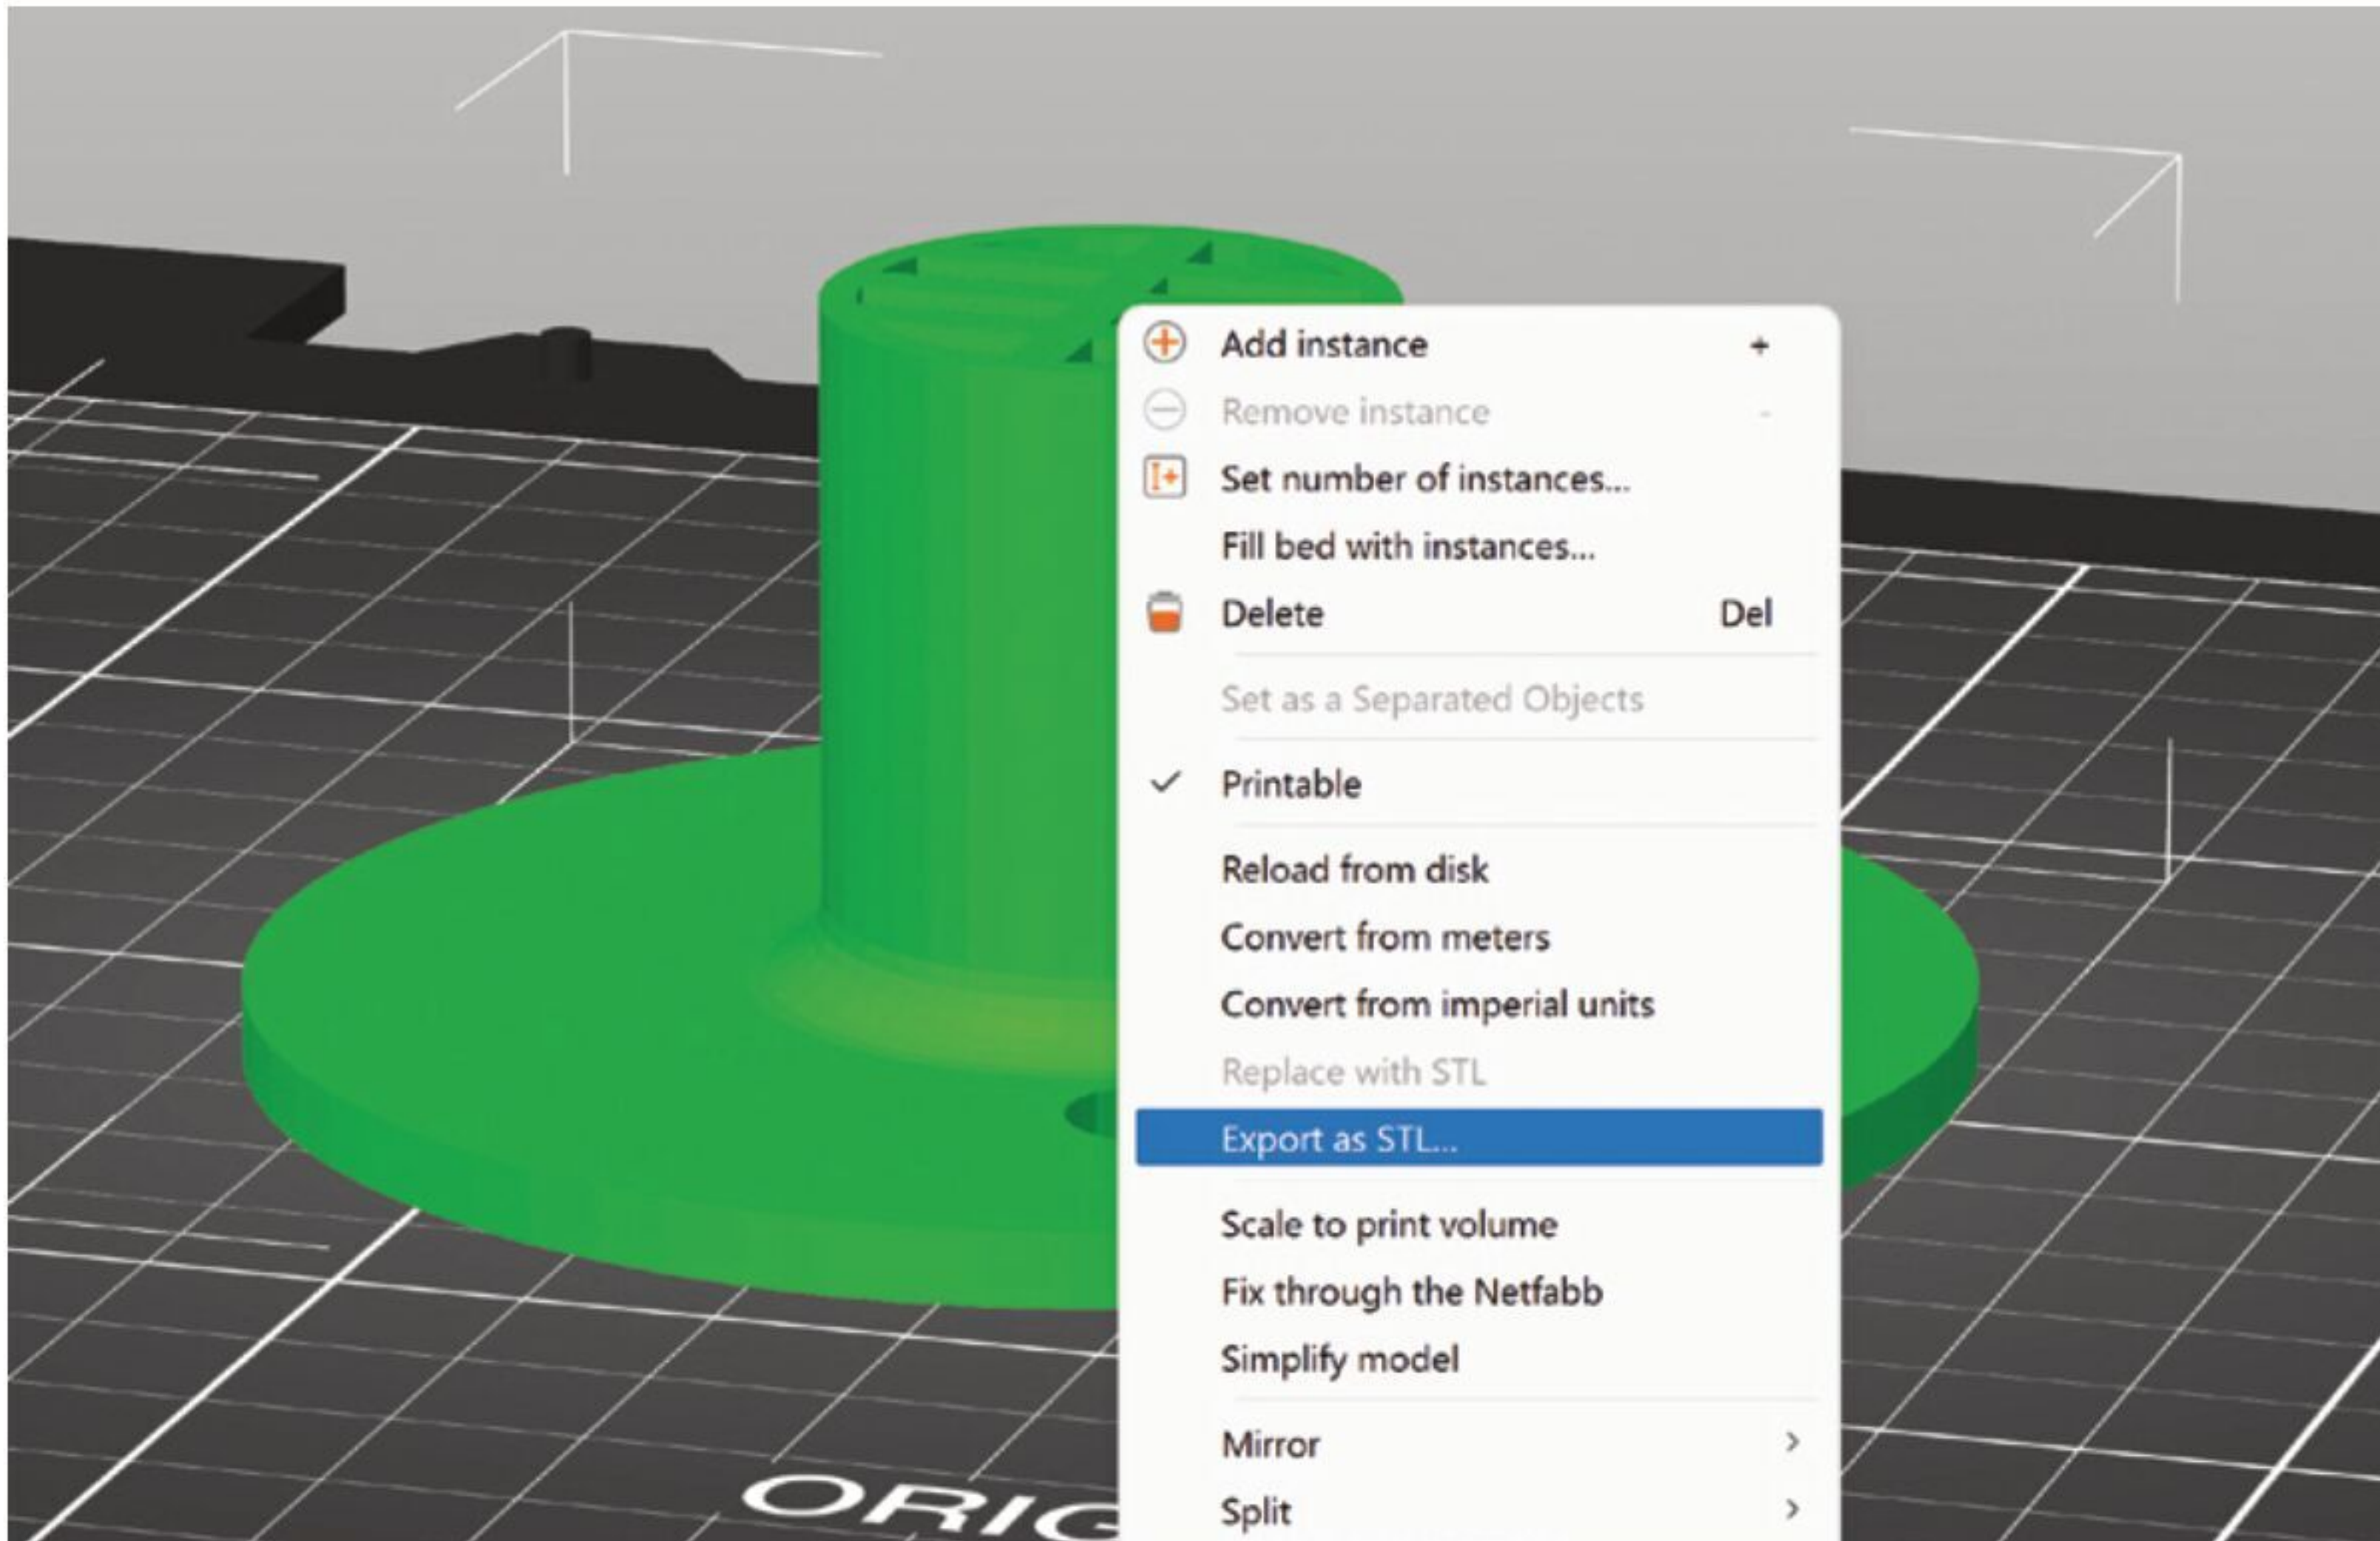 Add instance +
Remove instance -
Set number of instances...
Fill bed with instances...
Delete Del
Set as a Separated Objects
Printable
Reload from disk
Convert from meters
Convert from imperial units
Replace with STL
Export as STL...
Scale to print volume
Fix through the Netfabb
Simplify model
Mirror
Split
ORIG